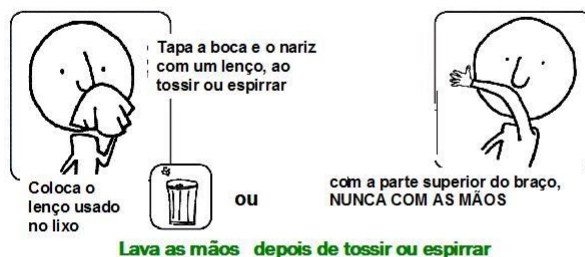 Tapa a boca e o nariz
com um lenço, ao
tossir ou espirrar
Coloca o
lenço usado
no lixo
ou
com a parte superior do braço,
NUNCA COM AS MÃOS
Lava as mãos depois de tossir ou espirrar